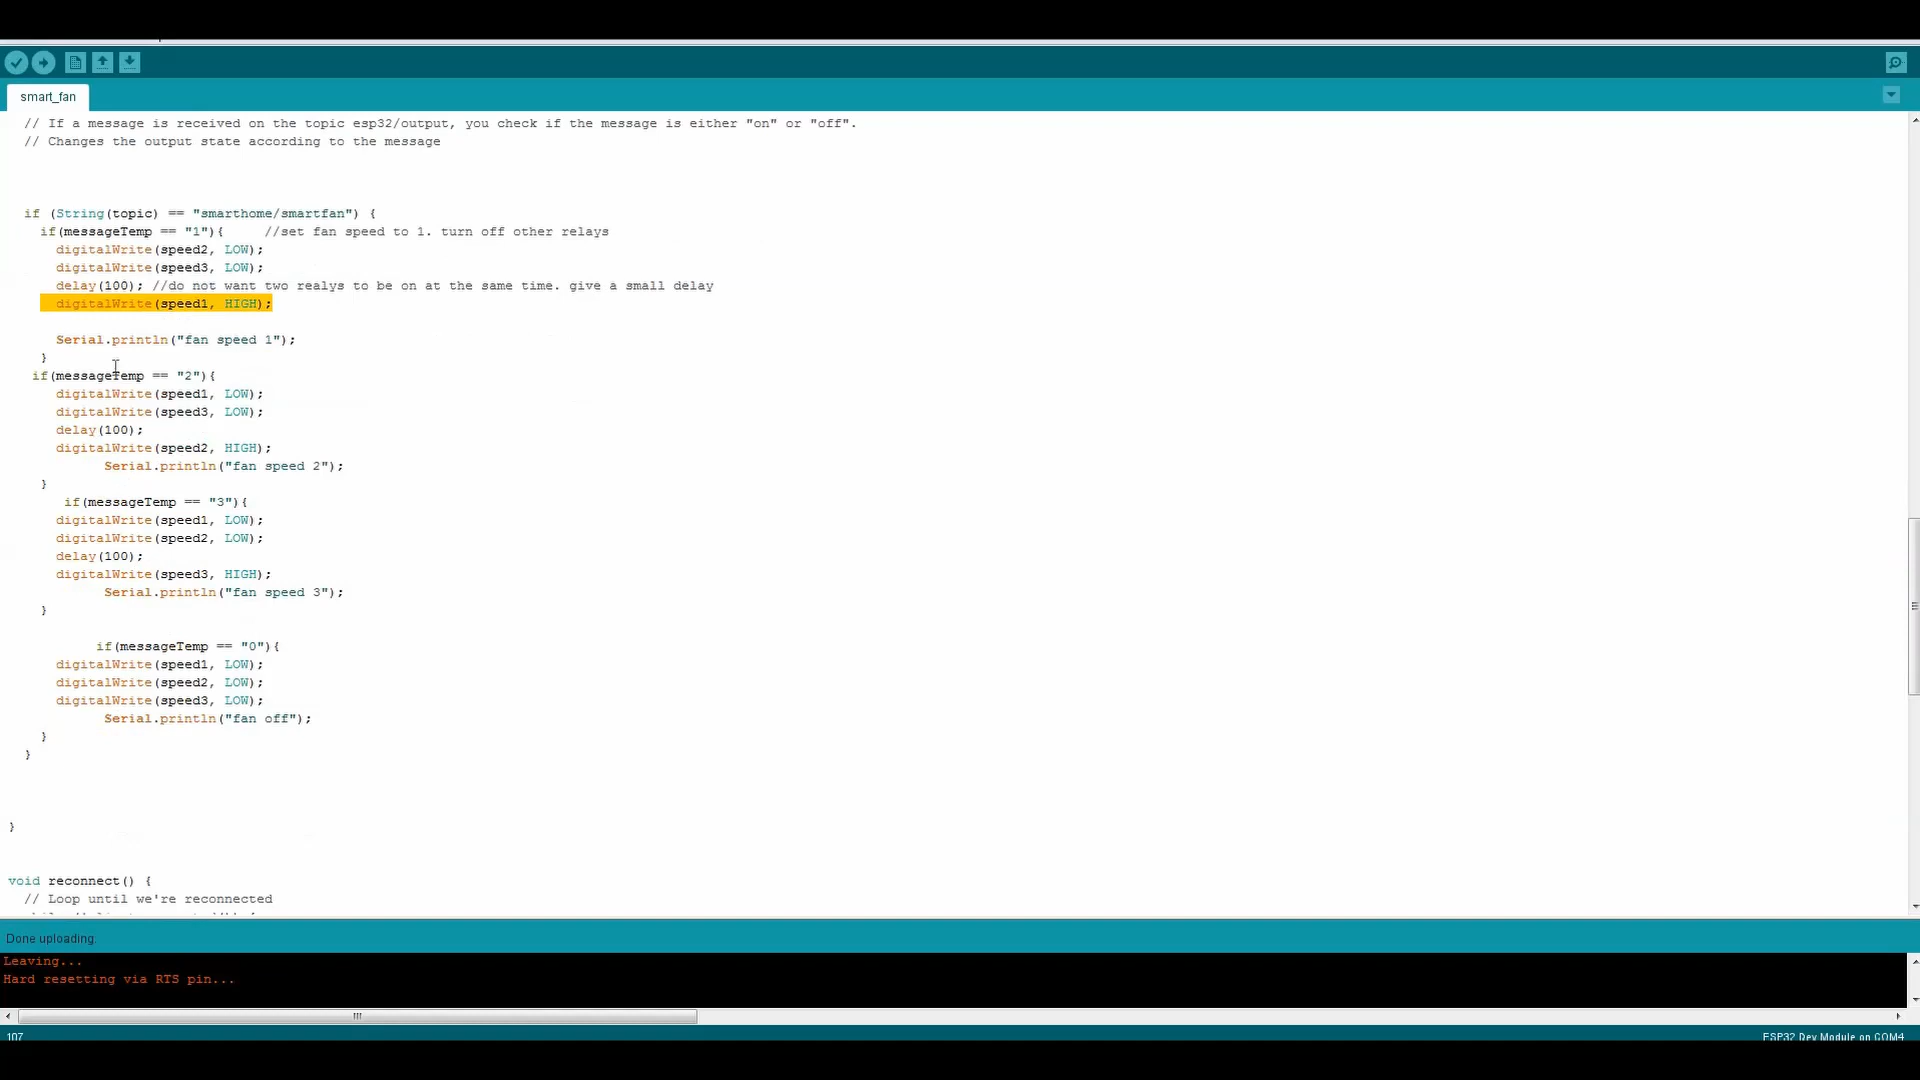 smart_fan
// If a message is received on the topic esp32/output, you check if the message is either "on" or "off".
// Changes the output state according to the message
if (String(topic) == "smarthome/smartfan") {
if(messageTemp == "1"){ //set fan speed to 1. turn off other relays
digitalWrite(speed2, LOW);
digitalWrite(speed3, LOW);
delay(100); //do not want two realys to be on at the same time. give a small delay
digitalWrite(speed1, HIGH);
Serial.println("fan speed 1");
}
if(messageTemp == "2"){
digitalWrite(speed1, LOW);
digitalWrite(speed3, LOW);
delay(100);
digitalWrite(speed2, HIGH);
Serial.println("fan speed 2");
}
if(messageTemp == "3"){
digitalWrite(speed1, LOW);
digitalWrite(speed2, LOW);
delay(100);
digitalWrite(speed3, HIGH);
Serial.println("fan speed 3");
}
if(messageTemp == "0"){
digitalWrite(speed1, LOW);
digitalWrite(speed2, LOW);
digitalWrite(speed3, LOW);
Serial.println("fan off");
}
}
}
void reconnect() {
// Loop until we're reconnected
Done uploading.
Leaving...
Hard resetting via RTS pin...
107
ESP32 Dev Module on COM4